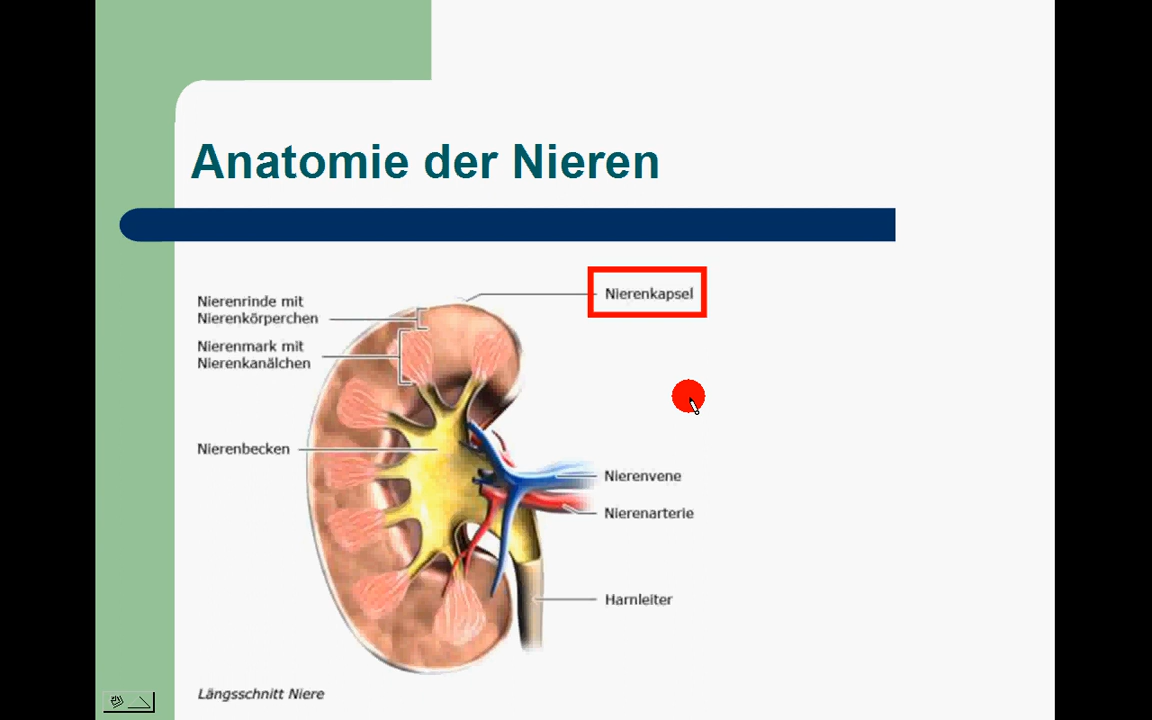 Anatomie der Nieren
Nierenrinde mit
Nierenkörperchen
Nierenmark mit
Nierenkanälchen
Nierenbecken
Nierenkapsel
Nierenvene
Nierenarterie
Harnleiter
Längsschnitt Niere